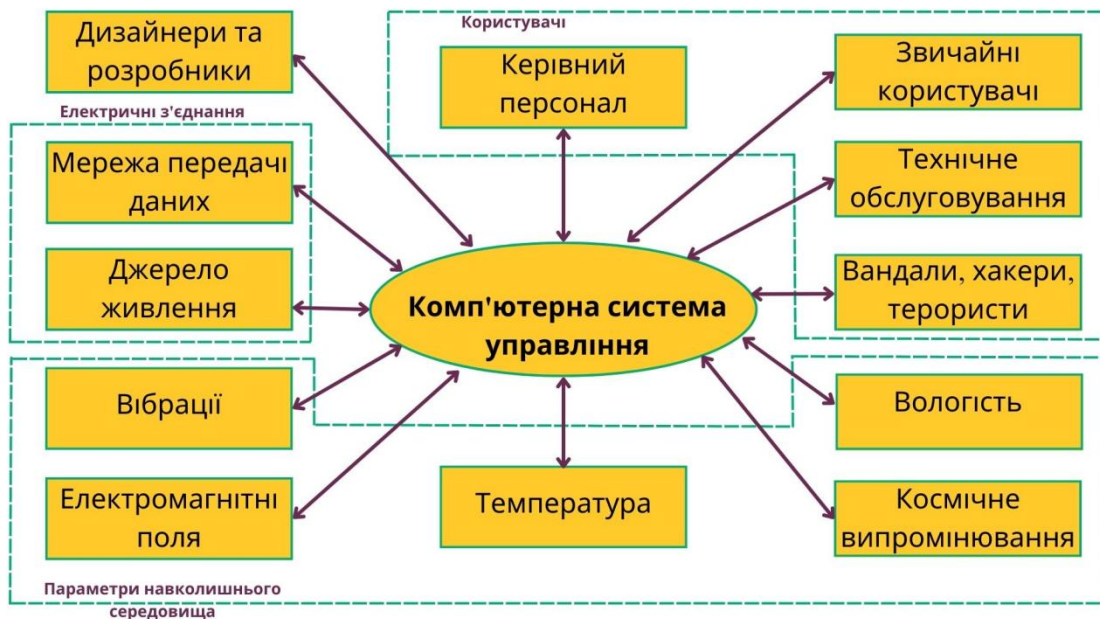 Дизайнери та
розробники
Користувачі
Керівний
персонал
Звичайні
користувачі
Електричні з'єднання
Мережа передачі
даних
Технічне
обслуговування
Джерело
живлення
Комп'ютерна система
управління
Вандали, хакери,
терористи
Вібрації
Вологість
Електромагнітні
поля
Температура
Космічне
випромінювання
Параметри навколишнього
середовища